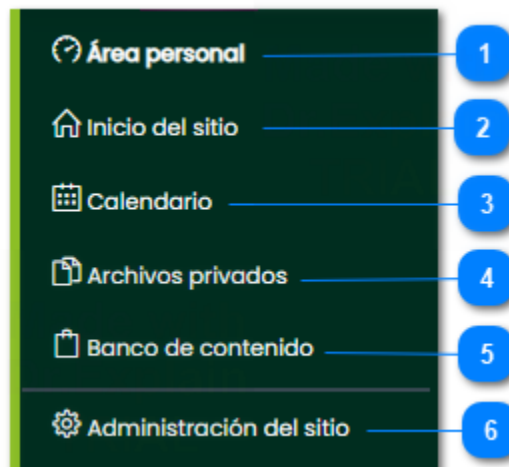 Área personal 1
Inicio del sitio 2
Calendario 3
Archivos privados 4
Banco de contenido 5
Administración del sitio 6